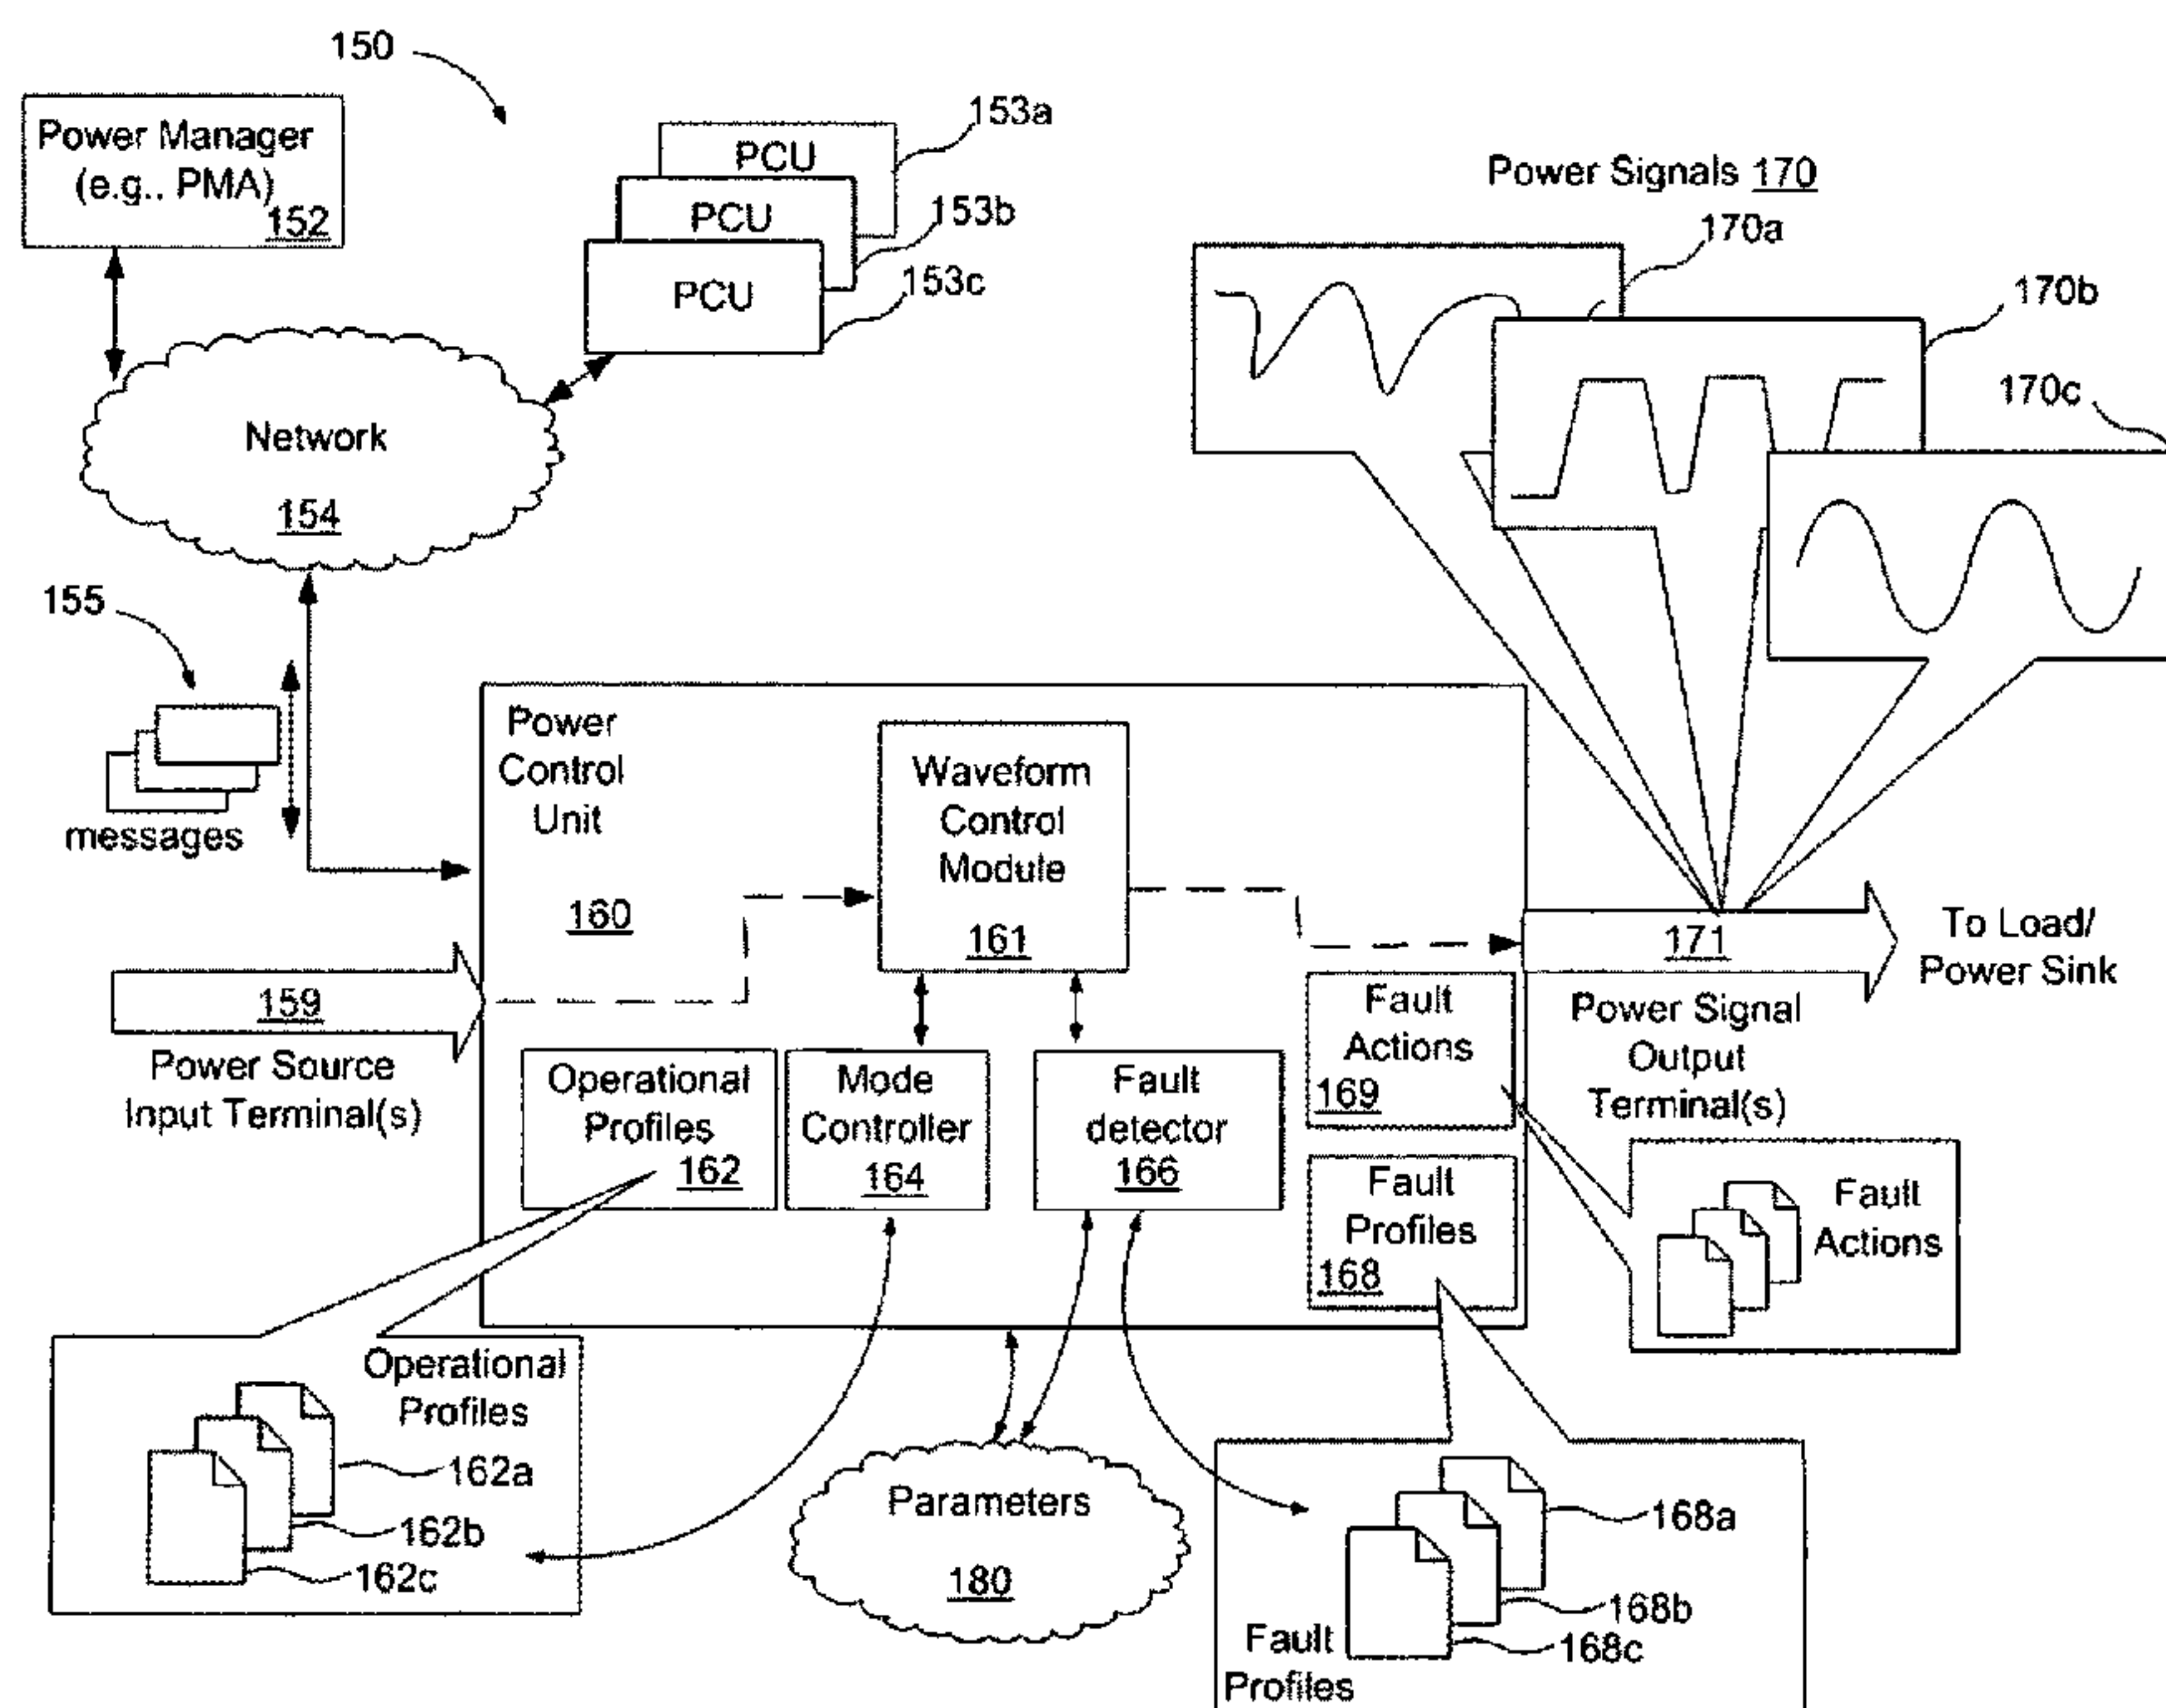 150
Power Manager
(e.g., PMA)
152
PCU
153a
PCU
153b
PCU
153c
Power Signals 170
170a
170b
170c
Network
154
155
messages
Power
Control
Unit
160
Waveform
Control
Module
161
159
Power Source
Input Terminal(s)
171
To Load/
Power Sink
Power Signal
Output
Terminal(s)
Operational
Profiles
162
Mode
Controller
164
Fault
detector
166
Fault
Actions
169
Fault
Profiles
168
Fault
Actions
Operational
Profiles
162a
162b
162c
Parameters
180
168a
168b
168c
Fault
Profiles